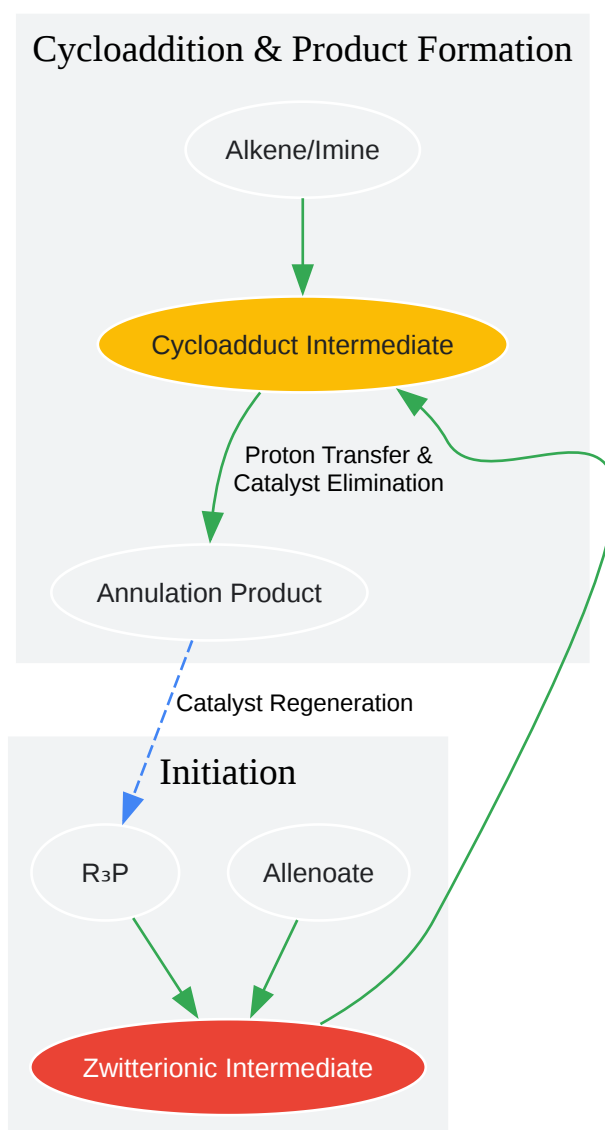 Cycloaddition & Product Formation
Alkene/Imine
Cycloadduct Intermediate
Proton Transfer &
Catalyst Elimination
Annulation Product
Catalyst Regeneration
Initiation
R₃P
Allenoate
Zwitterionic Intermediate